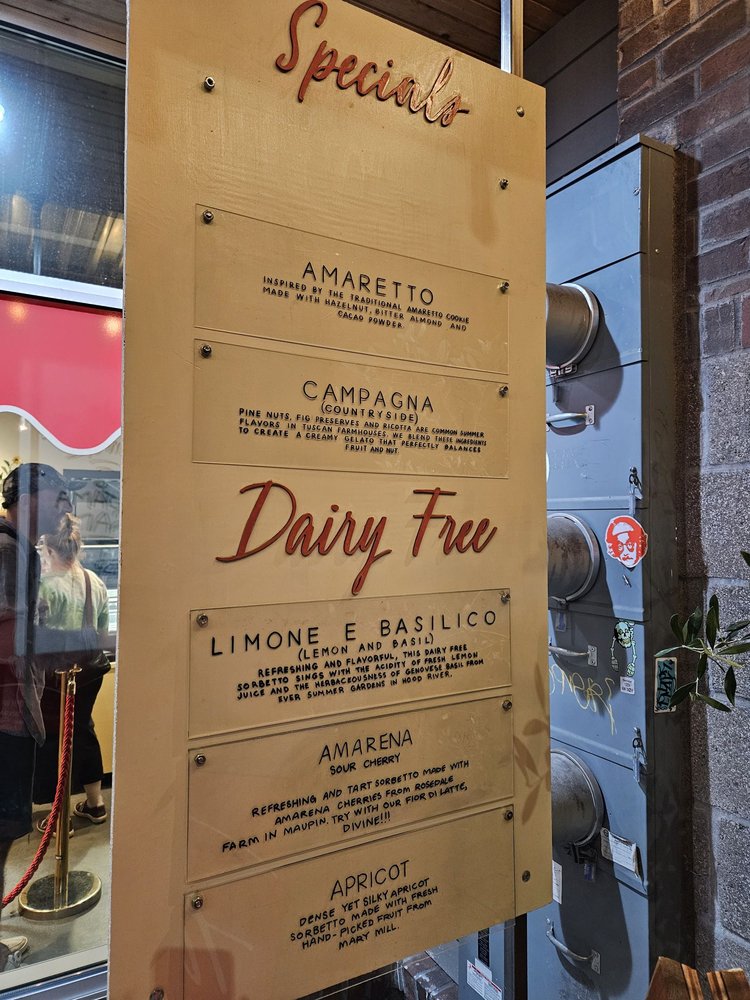 Specials
AMARETTO
INSPIRED BY THE TRADITIONAL AMARETTO COOKIE
MADE WITH HAZELNUT, BITTER ALMOND AND
CACAO POWDER.
CAMPAGNA
(COUNTRYSIDE)
PINE NUTS, FIG PRESERVES AND RICOTTA ARE COMMON SUMMER
FLAVORS IN TUSCAN FARMHOUSES. WE BLEND THESE INGREDIENTS
TO CREATE A CREAMY GELATO THAT PERFECTLY BALANCES
FRUIT AND NUT.
Dairy Free
LIMONE E BASILICO
(LEMON AND BASIL)
REFRESHING AND FLAVORFUL, THIS DAIRY FREE
SORBETTO SINGS WITH THE ACIDITY OF FRESH LEMON
JUICE AND THE HERBACEOUSNESS OF GENOVESE BASIL FROM
EVER SUMMER GARDENS IN HOOD RIVER.
AMARENA
SOUR CHERRY
REFRESHING AND TART SORBETTO MADE WITH
AMARENA CHERRIES FROM ROSEDALE
FARM IN MAUPIN. TRY WITH OUR FIOR DI LATTE,
DIVINE!!!
APRICOT
DENSE YET SILKY APRICOT
SORBETTO MADE WITH FRESH
HAND-PICKED FRUIT FROM
MARY MILL.